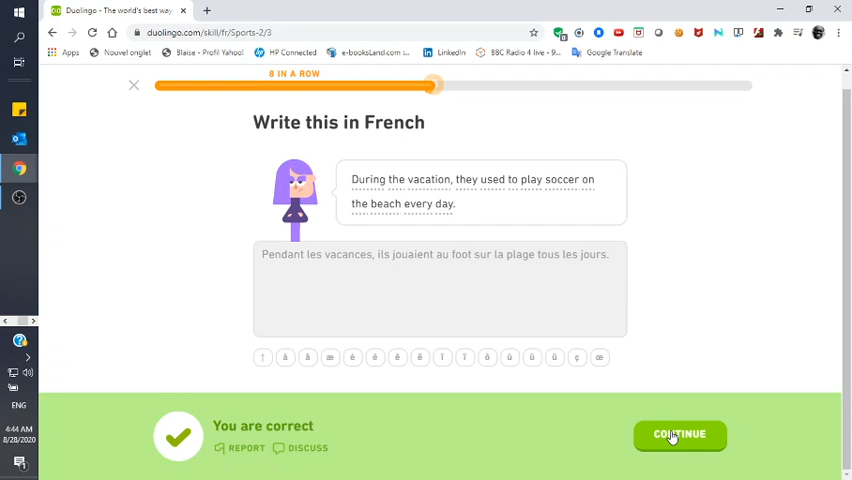 Duolingo - The world's best way
duolingo.com/skill/fr/Sports-2/3
Apps
Nouvel onglet
Blaise - Profil Yahoo!
HP Connected
e-booksLand.com :...
LinkedIn
BBC Radio 4 live - 9...
Google Translate
8 IN A ROW
Write this in French
During the vacation, they used to play soccer on
the beach every day.
Pendant les vacances, ils jouaient au foot sur la plage tous les jours.
↑ à â æ è é ê ë î ï ô ù û ü ç œ
You are correct
REPORT
DISCUSS
CONTINUE
ENG
4:44 AM
8/28/2020